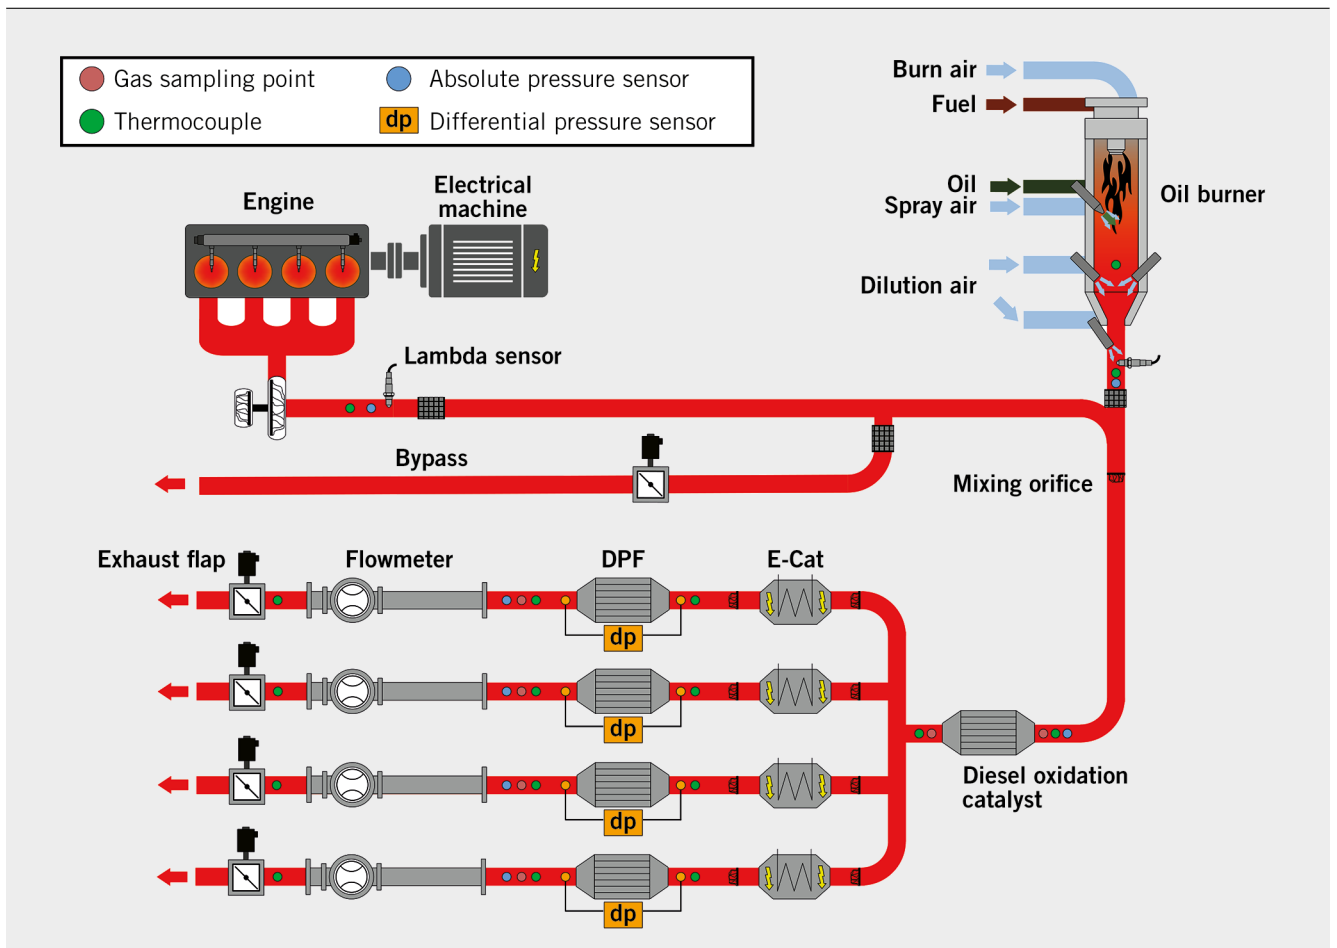 Gas sampling point
Absolute pressure sensor
Thermocouple
dp
Differential pressure sensor
Burn air
Fuel
Oil
Spray air
Oil burner
Dilution air
Engine
Electrical
machine
Lambda sensor
Bypass
Mixing orifice
Exhaust flap
Flowmeter
DPF
E-Cat
dp
dp
Diesel oxidation
catalyst
dp
dp